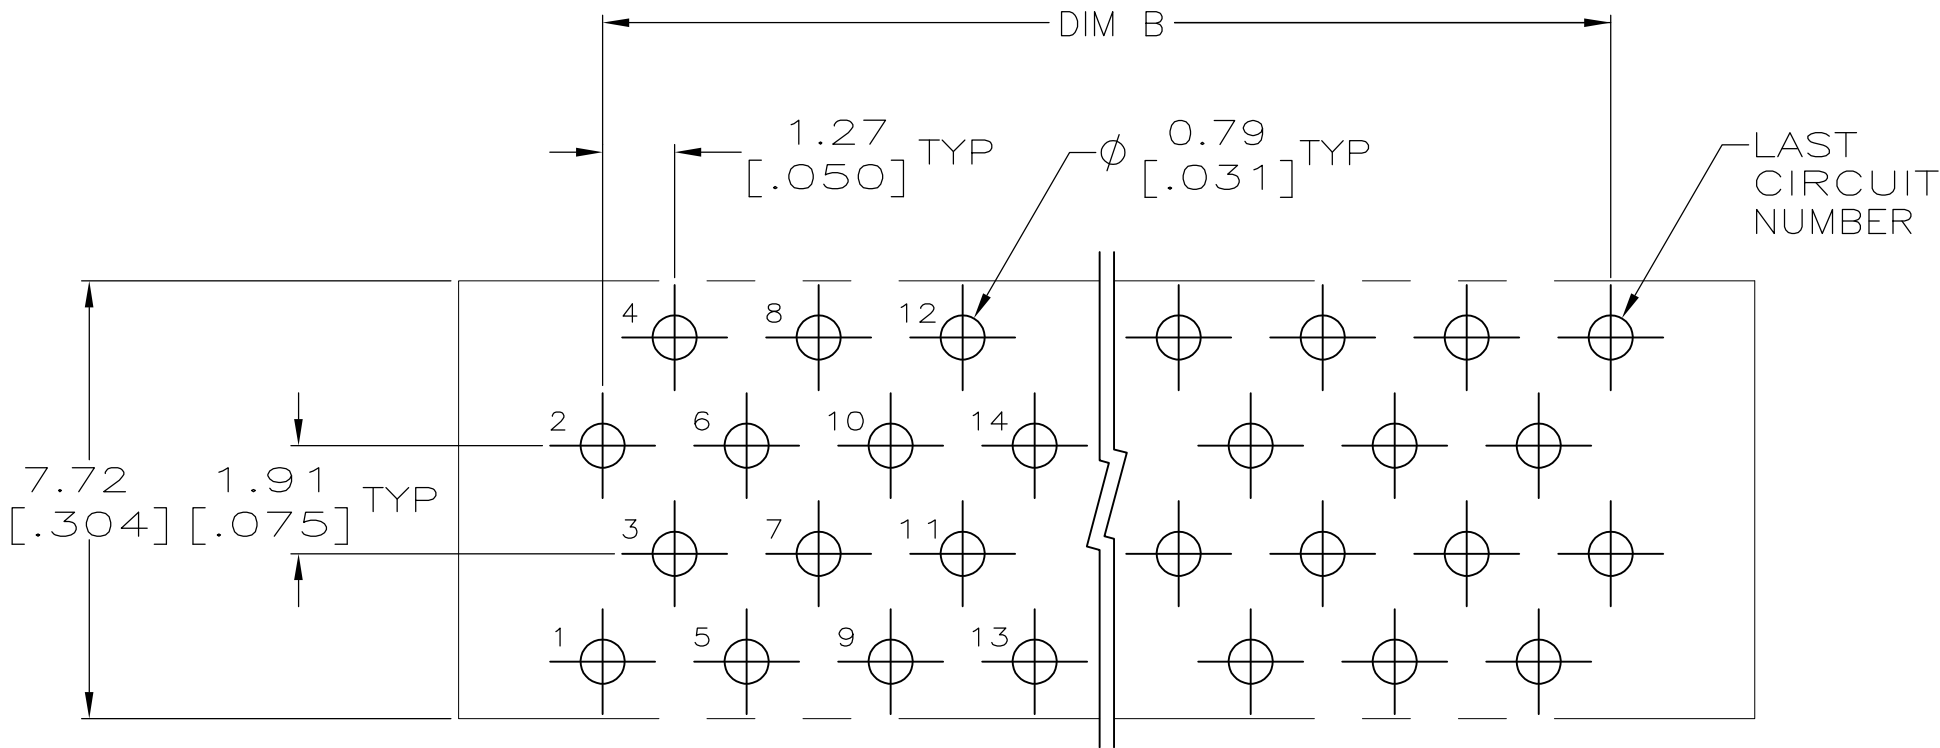 DIM B
1.27
[.050] TYP
⌀ 0.79
[.031] TYP
LAST
CIRCUIT
NUMBER
4 8 12
2 6 10 14
7.72
[.304]
1.91
[.075] TYP
3 7 11
1 5 9 13